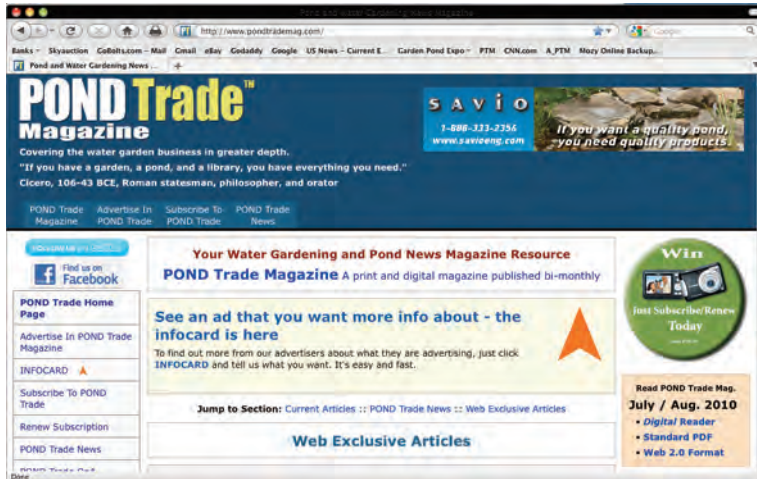 Pond and Water Gardening News Magazine
http://www.pondtrademag.com/
Google
Banks Skyauction GoBolts.com - Mail Gmail eBay Godaddy Google US News - Current E... Garden Pond Expo PTM CNN.com A_PTM Mozy Online Backup...
Pond and Water Gardening News ...
POND Trade™
Magazine
Covering the water garden business in greater depth.
"If you have a garden, a pond, and a library, you have everything you need."
Cicero, 106-43 BCE, Roman statesman, philosopher, and orator
SAViO
1-888-333-2356
www.savioeng.com
If you want a quality pond,
you need quality products.
POND Trade Magazine
Advertise In POND Trade
Subscribe To POND Trade
POND Trade News
Find us on
Facebook
POND Trade Home
Page
Advertise In POND Trade
Magazine
INFOCARD
Subscribe To POND
Trade
Renew Subscription
POND Trade News
Your Water Gardening and Pond News Magazine Resource
POND Trade Magazine A print and digital magazine published bi-monthly
See an ad that you want more info about - the
infocard is here
To find out more from our advertisers about what they are advertising, just click
INFOCARD and tell us what you want. It's easy and fast.
Jump to Section: Current Articles :: POND Trade News :: Web Exclusive Articles
Web Exclusive Articles
Win
Just Subscribe/Renew
Today
Read POND Trade Mag.
July / Aug. 2010
• Digital Reader
• Standard PDF
• Web 2.0 Format
Done